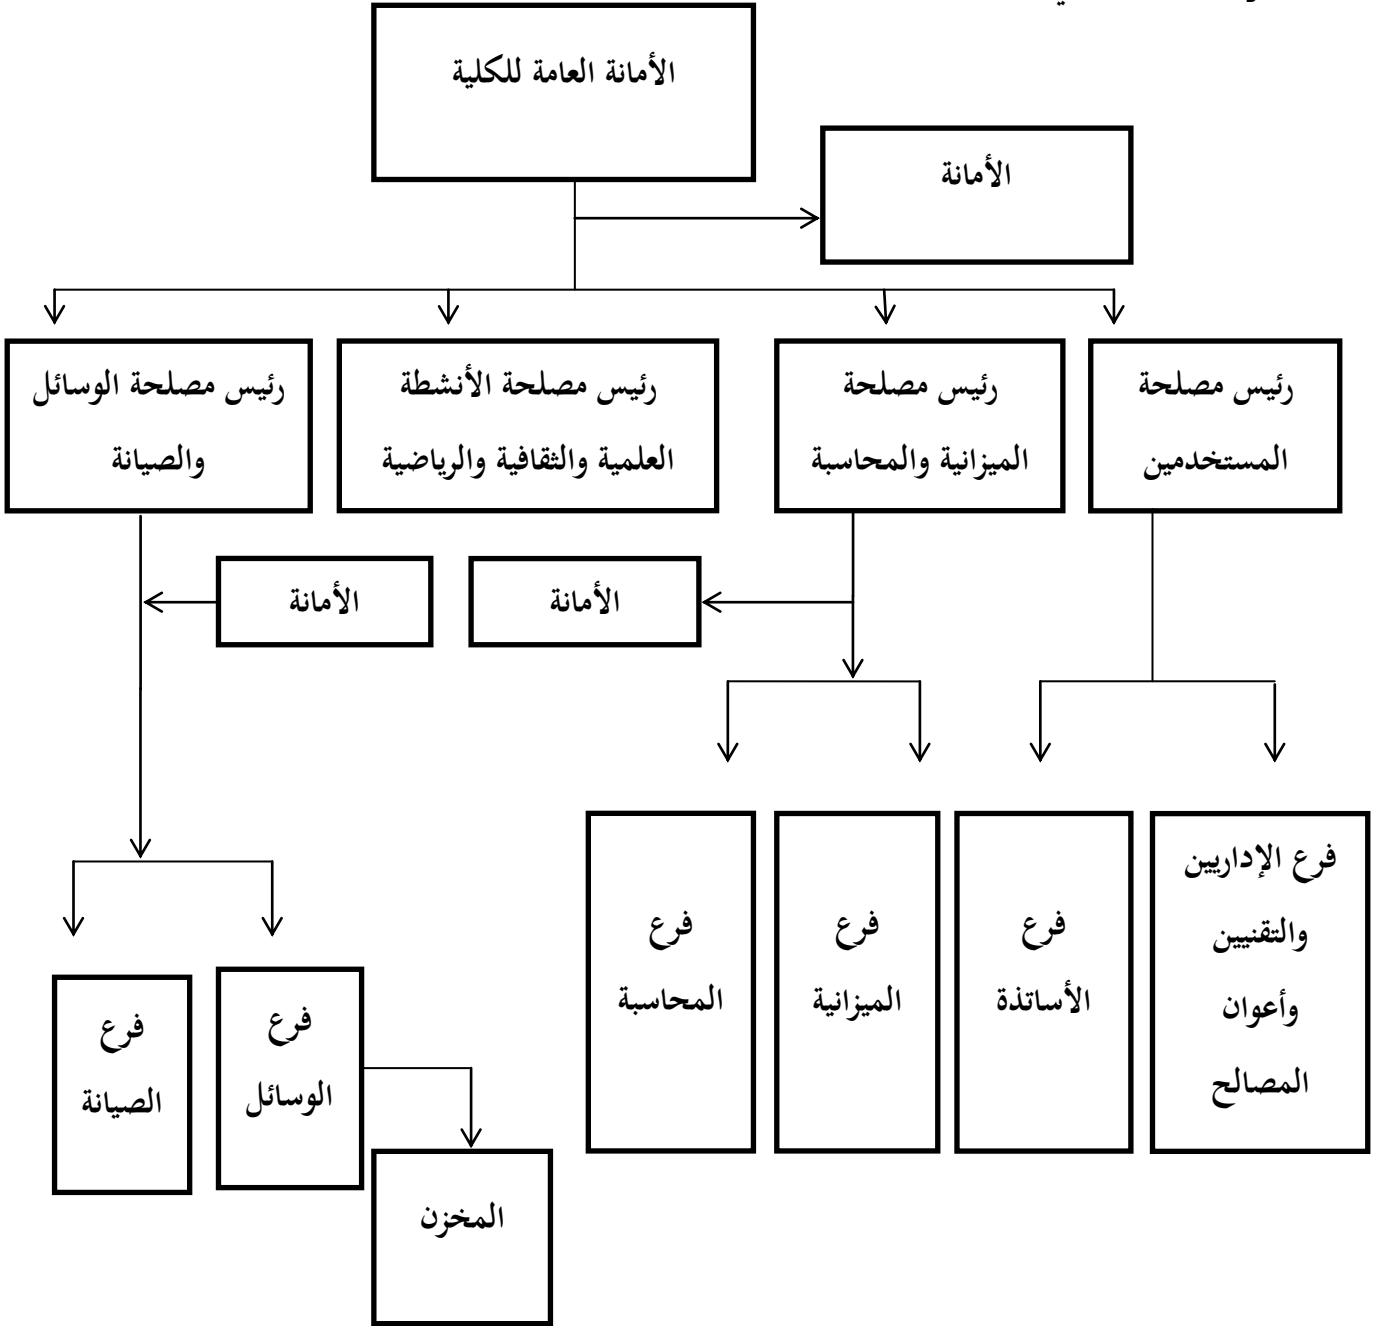 الأمانة العامة للكلية
الأمانة
رئيس مصلحة
المستخدمين
رئيس مصلحة
الميزانية والمحاسبة
رئيس مصلحة الأنشطة
العلمية والثقافية والرياضية
رئيس مصلحة الوسائل
والصيانة
الأمانة
الأمانة
فرع الإداريين
والتقنيين
وأعوان
المصالح
فرع
الأساتذة
فرع
الميزانية
فرع
المحاسبة
فرع
الوسائل
فرع
الصيانة
المخزن